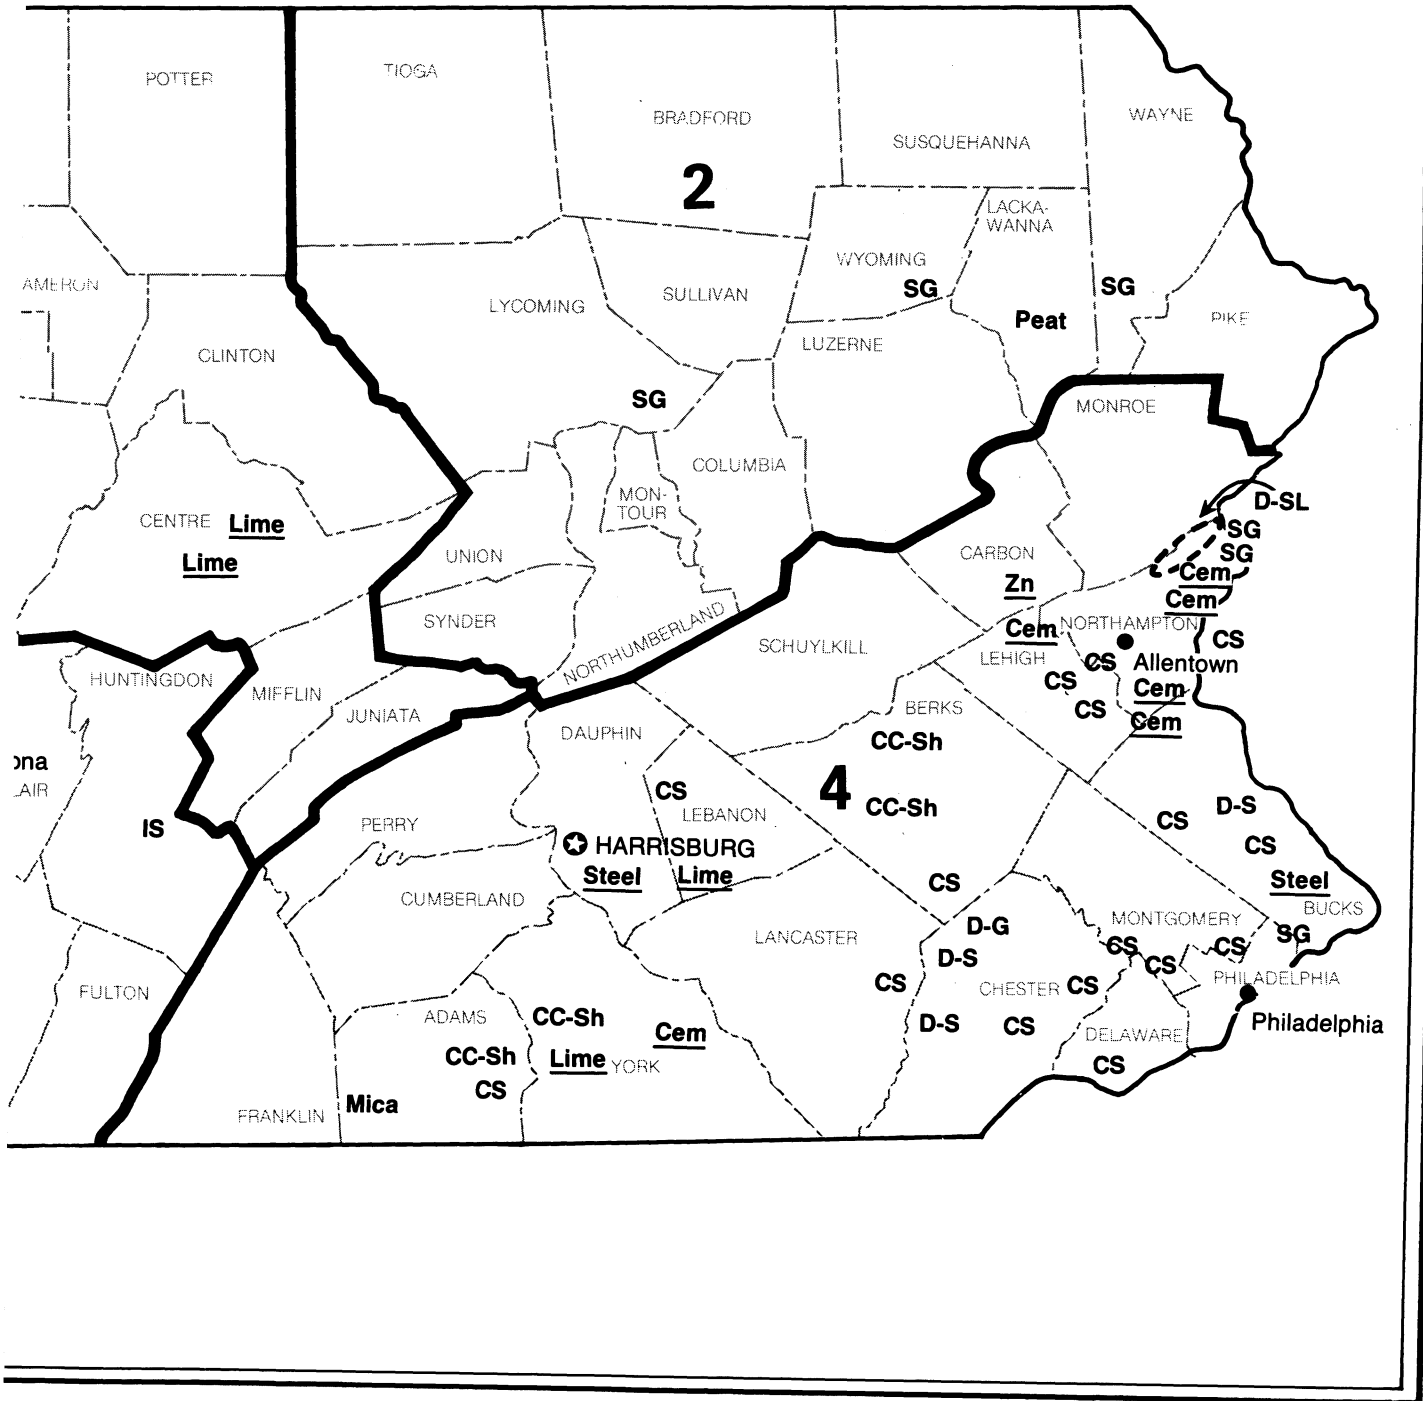 TIOGA
POTTER
BRADFORD
WAYNE
SUSQUEHANNA
2
LACKA-
WANNA
WYOMING
AMERON
SG
SG
SULLIVAN
LYCOMING
Peat
PIKE
LUZERNE
CLINTON
SG
MONROE
COLUMBIA
MON-
TOUR
D-SL
CENTRE Lime
SG
SG
CARBON
UNION
Lime
Cem
Zn
Cem
SYNDER
NORTHUMBERLAND
NORTHAMPTON
Cem
CS
SCHUYLKILL
LEHIGH
CS
Allentown
HUNTINGDON
CS
MIFFLIN
Cem
BERKS
CS
JUNIATA
Cem
DAUPHIN
CC-Sh
ona
LAIR
CS
4
CC-Sh
D-S
LEBANON
CS
PERRY
IS
CS
HARRISBURG
Steel
Lime
CS
Steel
CUMBERLAND
BUCKS
MONTGOMERY
D-G
SG
LANCASTER
CS
CS
D-S
CS
PHILADELPHIA
CS
CHESTER
CS
FULTON
ADAMS
CC-Sh
D-S
CS
Philadelphia
Cem
DELAWARE
CC-Sh
Lime
YORK
CS
CS
Mica
FRANKLIN